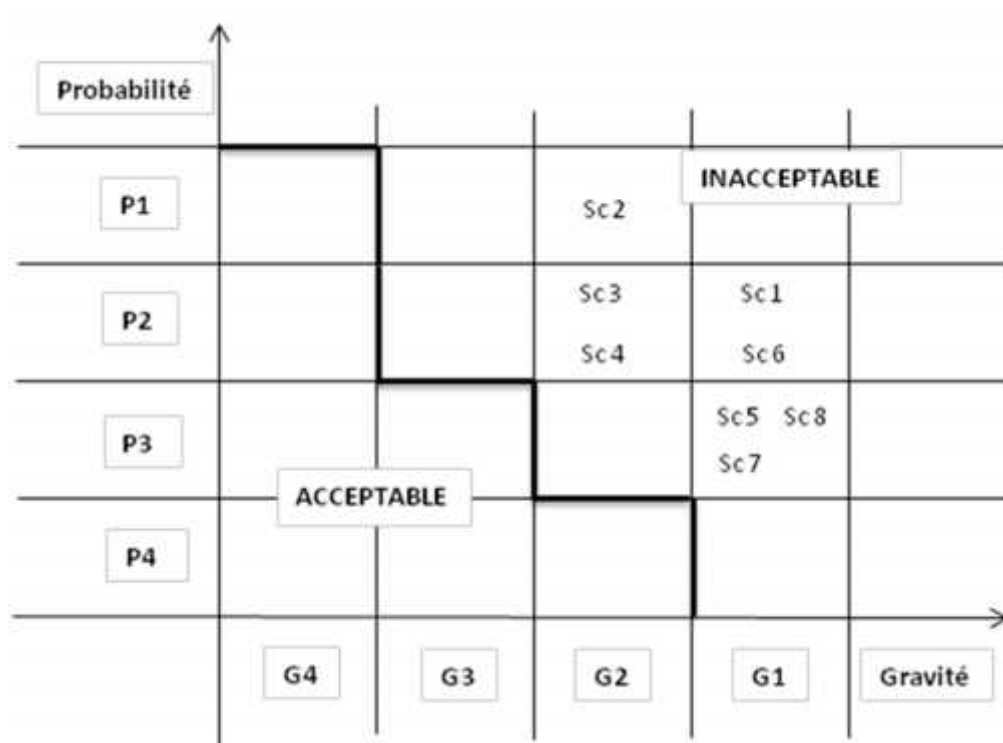 Probabilité
INACCEPTABLE
P1
Sc2
P2
Sc3
Sc1
Sc4
Sc6
P3
Sc5 Sc8
Sc7
ACCEPTABLE
P4
G4
G3
G2
G1
Gravité